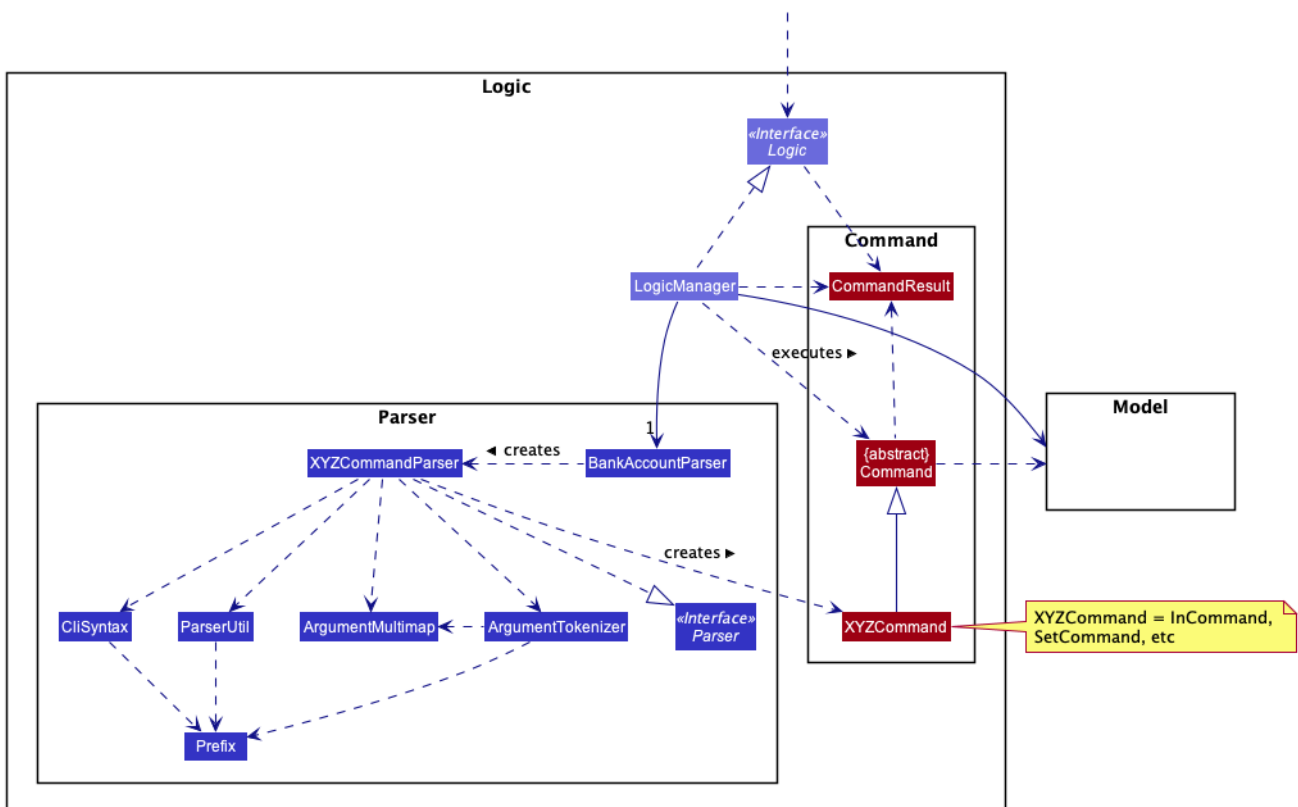 Logic
«Interface»
Logic
Command
LogicManager
CommandResult
executes ►
Parser
Model
1
XYZCommandParser
◄ creates
BankAccountParser
{abstract}
Command
creates ►
CliSyntax
ParserUtil
ArgumentMultimap
ArgumentTokenizer
«Interface»
Parser
XYZCommand
XYZCommand = InCommand,
SetCommand, etc
Prefix